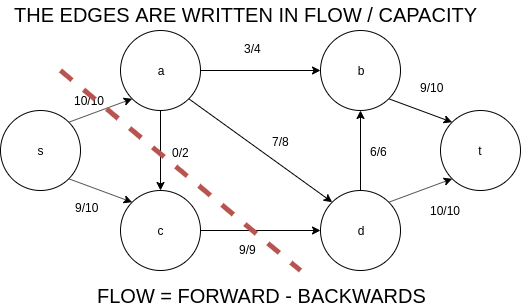 THE EDGES ARE WRITTEN IN FLOW / CAPACITY
3/4
a
b
10/10
9/10
s
0/2
7/8
6/6
t
9/10
10/10
c
d
9/9
FLOW = FORWARD - BACKWARDS